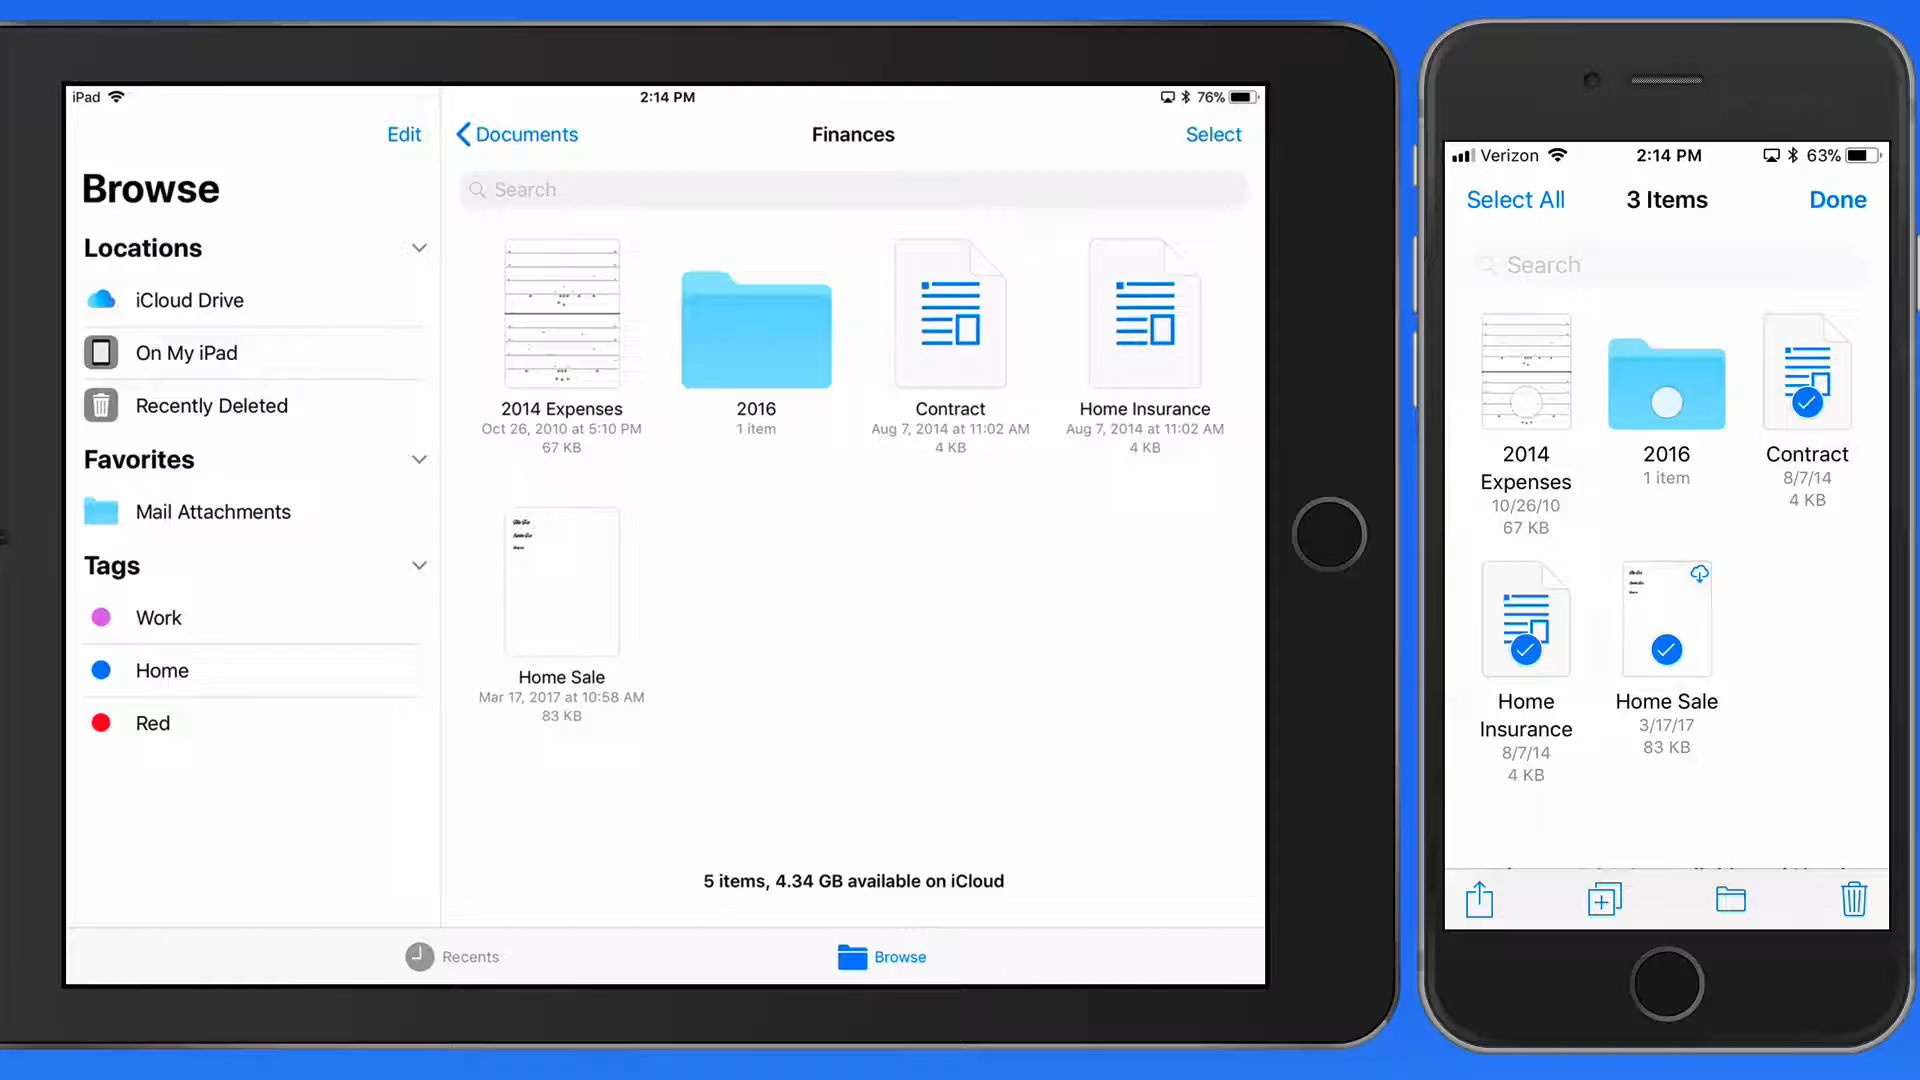 iPad
2:14 PM
76%
Edit
Documents
Finances
Select
Browse
Search
Locations
iCloud Drive
On My iPad
Recently Deleted
Favorites
Mail Attachments
Tags
Work
Home
Red
2014 Expenses
Oct 26, 2010 at 5:10 PM
67 KB
2016
1 item
Contract
Aug 7, 2014 at 11:02 AM
4 KB
Home Insurance
Aug 7, 2014 at 11:02 AM
4 KB
Home Sale
Mar 17, 2017 at 10:58 AM
83 KB
5 items, 4.34 GB available on iCloud
Recents
Browse
Verizon
2:14 PM
63%
Select All
3 Items
Done
Search
2014
Expenses
10/26/10
67 KB
2016
1 item
Contract
8/7/14
4 KB
Home
Insurance
8/7/14
4 KB
Home Sale
3/17/17
83 KB